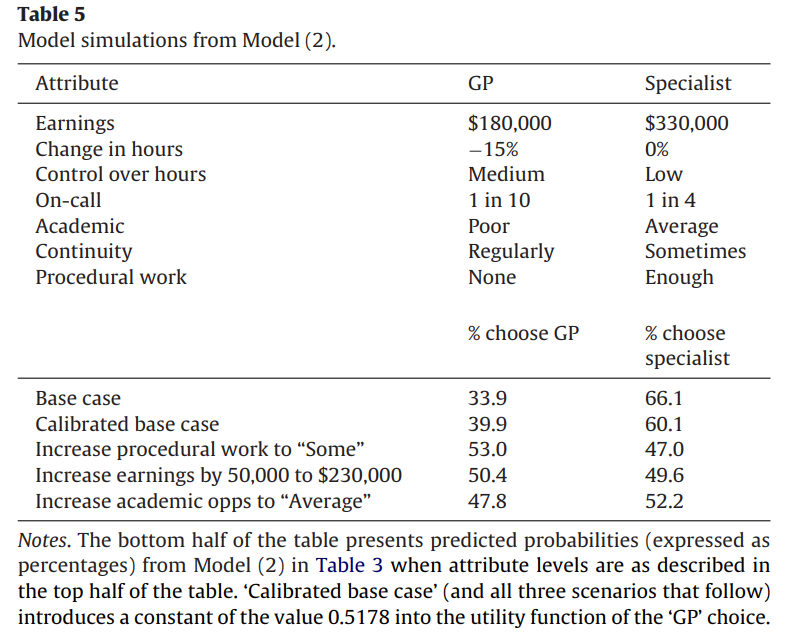 Table 5
Model simulations from Model (2).
Attribute GP Specialist
Earnings $180,000 $330,000
Change in hours −15% 0%
Control over hours Medium Low
On-call 1 in 10 1 in 4
Academic Poor Average
Continuity Regularly Sometimes
Procedural work None Enough
% choose GP % choose
specialist
Base case 33.9 66.1
Calibrated base case 39.9 60.1
Increase procedural work to “Some” 53.0 47.0
Increase earnings by 50,000 to $230,000 50.4 49.6
Increase academic opps to “Average” 47.8 52.2
Notes. The bottom half of the table presents predicted probabilities (expressed as
percentages) from Model (2) in Table 3 when attribute levels are as described in
the top half of the table. ‘Calibrated base case’ (and all three scenarios that follow)
introduces a constant of the value 0.5178 into the utility function of the ‘GP’ choice.